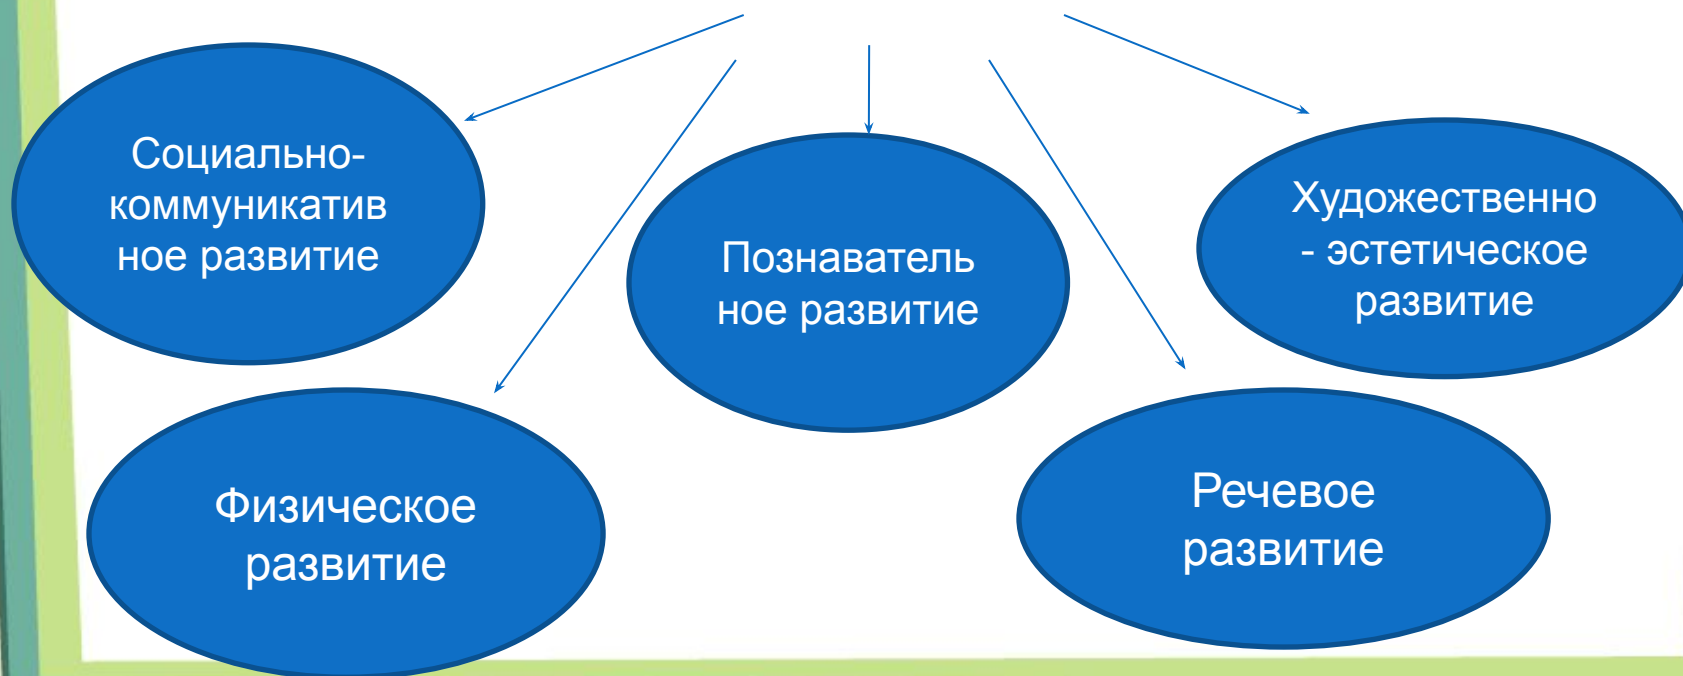 Социально-
коммуникатив
ное развитие
Познаватель
ное развитие
Художественно
- эстетическое
развитие
Физическое
развитие
Речевое
развитие